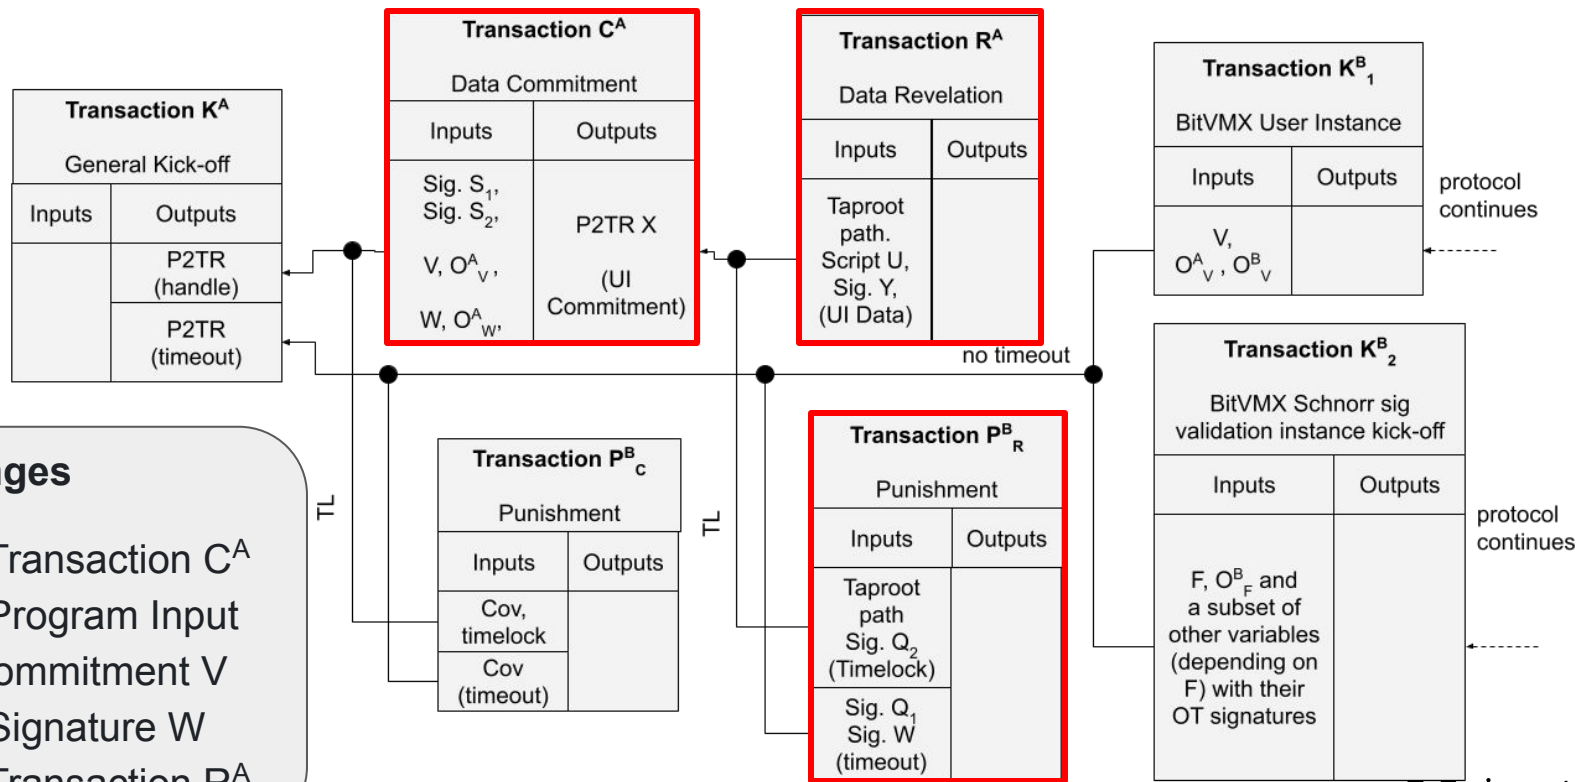 Transaction K^A
General Kick-off
Inputs
Outputs
P2TR
(handle)
P2TR
(timeout)
Transaction C^A
Data Commitment
Inputs
Outputs
Sig. S_1,
Sig. S_2,
V, O^A_V,
W, O^A_W,
P2TR X
(UI
Commitment)
Transaction R^A
Data Revelation
Inputs
Outputs
Taproot
path.
Script U,
Sig. Y,
(UI Data)
Transaction K^B_1
BitVMX User Instance
Inputs
Outputs
V,
O^A_V , O^B_V
protocol
continues
no timeout
Transaction K^B_2
BitVMX Schnorr sig
validation instance kick-off
Inputs
Outputs
F, O^B_F and
a subset of
other variables
(depending on
F) with their
OT signatures
protocol
continues
TL
Transaction P^B_C
Punishment
Inputs
Outputs
Cov,
timelock
Cov
(timeout)
TL
Transaction P^B_R
Punishment
Inputs
Outputs
Taproot
path
Sig. Q_2
(Timelock)
Sig. Q_1
Sig. W
(timeout)
nges
Transaction C^A
Program Input
ommitment V
Signature W
Transaction R^A